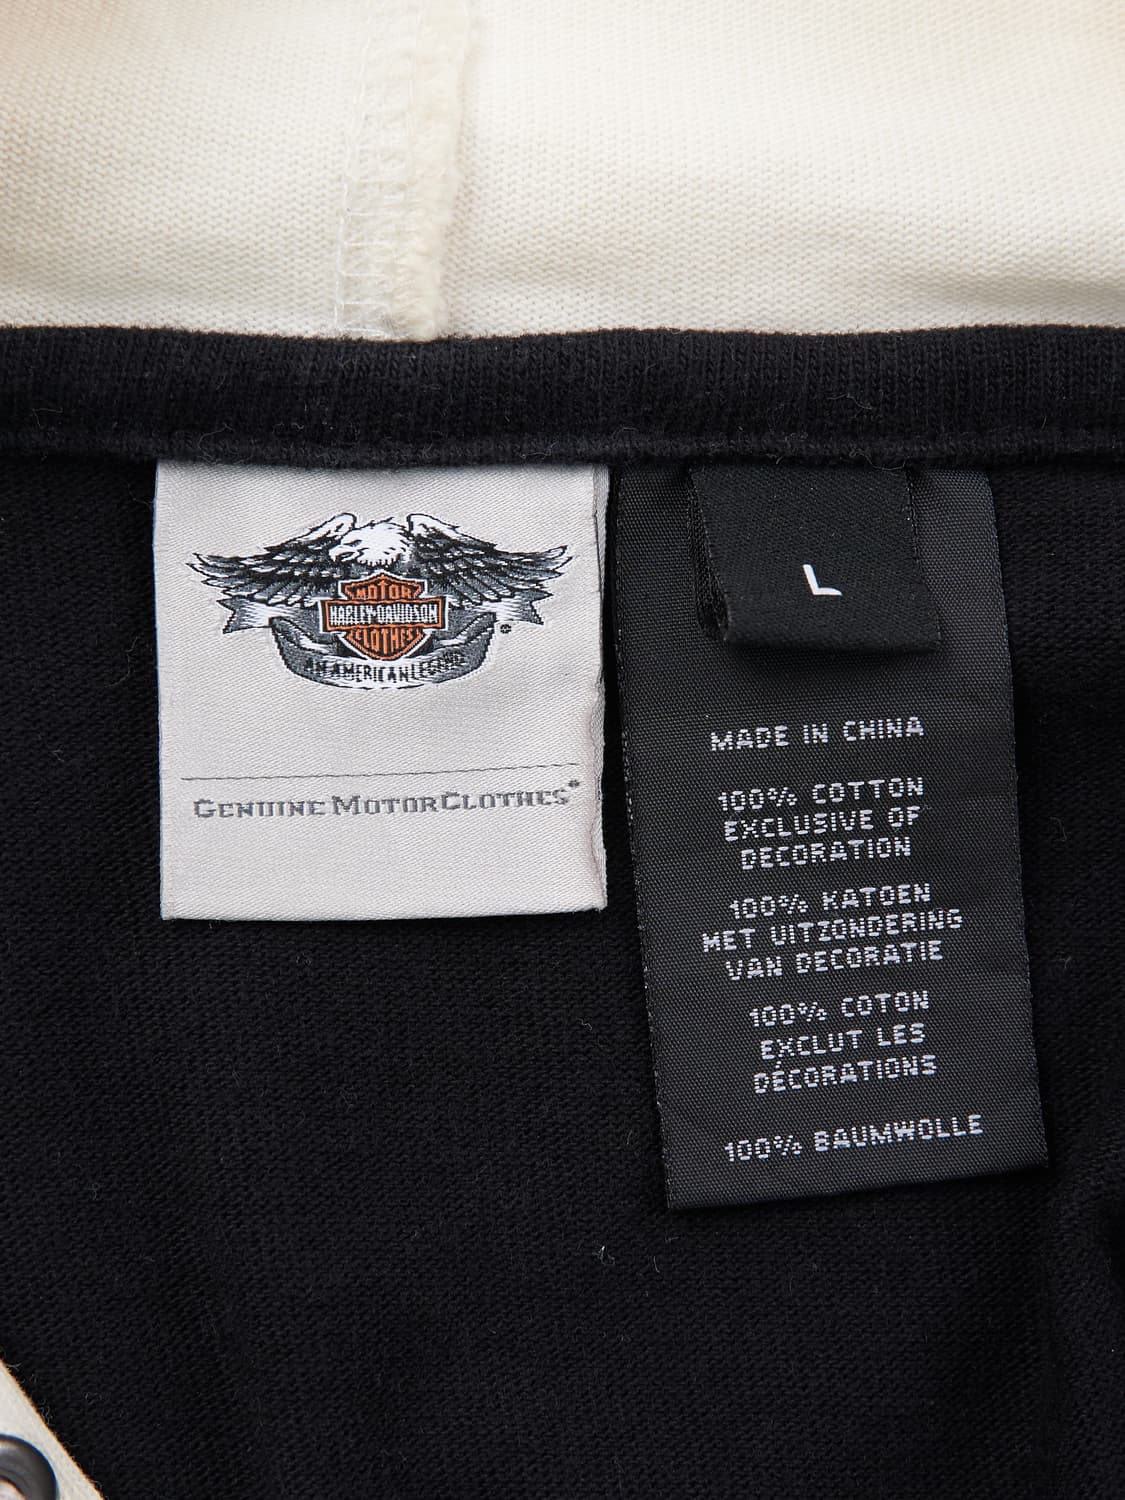 MOTOR
HARLEY-DAVIDSON
CLOTHES
®
AN AMERICAN LEGEND
GENUINE MOTORCLOTHES®
L
MADE IN CHINA
100% COTTON
EXCLUSIVE OF
DECORATION
100% KATOEN
MET UITZONDERING
VAN DECORATIE
100% COTON
EXCLUT LES
DÉCORATIONS
100% BAUMWOLLE